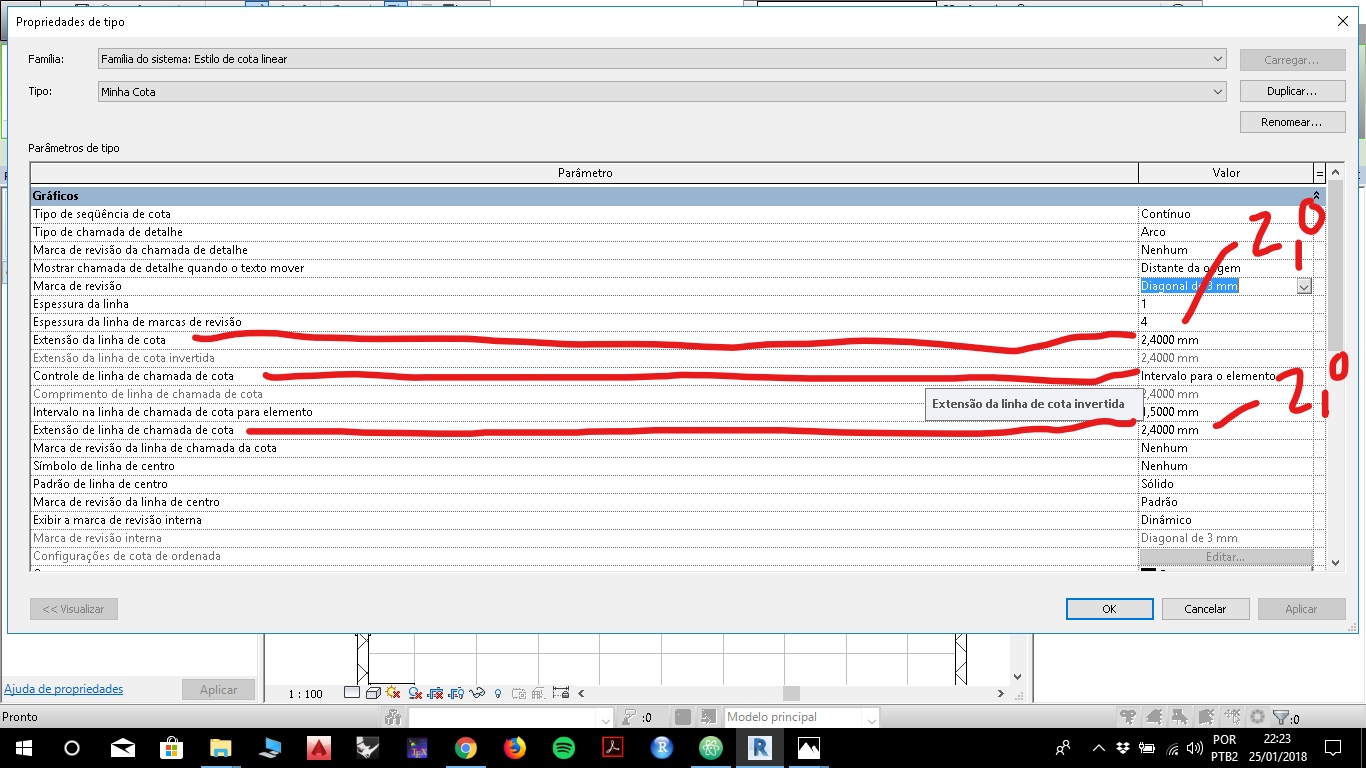 Propriedades de tipo
Família: Família do sistema: Estilo de cota linear Carregar...
Tipo: Minha Cota Duplicar...
Renomear...
Parâmetros de tipo
Parâmetro Valor =
Gráficos
Tipo de seqüência de cota Contínuo
Tipo de chamada de detalhe Arco
2,0
Marca de revisão da chamada de detalhe Nenhum
Mostrar chamada de detalhe quando o texto mover Distante da origem
Marca de revisão Diagonal de 3 mm
Espessura da linha 1
Espessura da linha de marcas de revisão 4
Extensão da linha de cota 2,4000 mm
Extensão da linha de cota invertida 2,4000 mm
Controle de linha de chamada de cota Intervalo para o elemento
2,0
Comprimento de linha de chamada de cota 2,4000 mm
Extensão da linha de cota invertida
Intervalo na linha de chamada de cota para elemento 1,5000 mm
Extensão de linha de chamada de cota 2,4000 mm
Marca de revisão da linha de chamada da cota Nenhum
Símbolo de linha de centro Nenhum
Padrão de linha de centro Sólido
Marca de revisão da linha de centro Padrão
Exibir a marca de revisão interna Dinâmico
Marca de revisão interna Diagonal de 3 mm
Configurações de cota de ordenada Editar...
<< Visualizar OK Cancelar Aplicar
Ajuda de propriedades Aplicar 1 : 100
Pronto :0 Modelo principal :0
POR 22:23
PTB2 25/01/2018